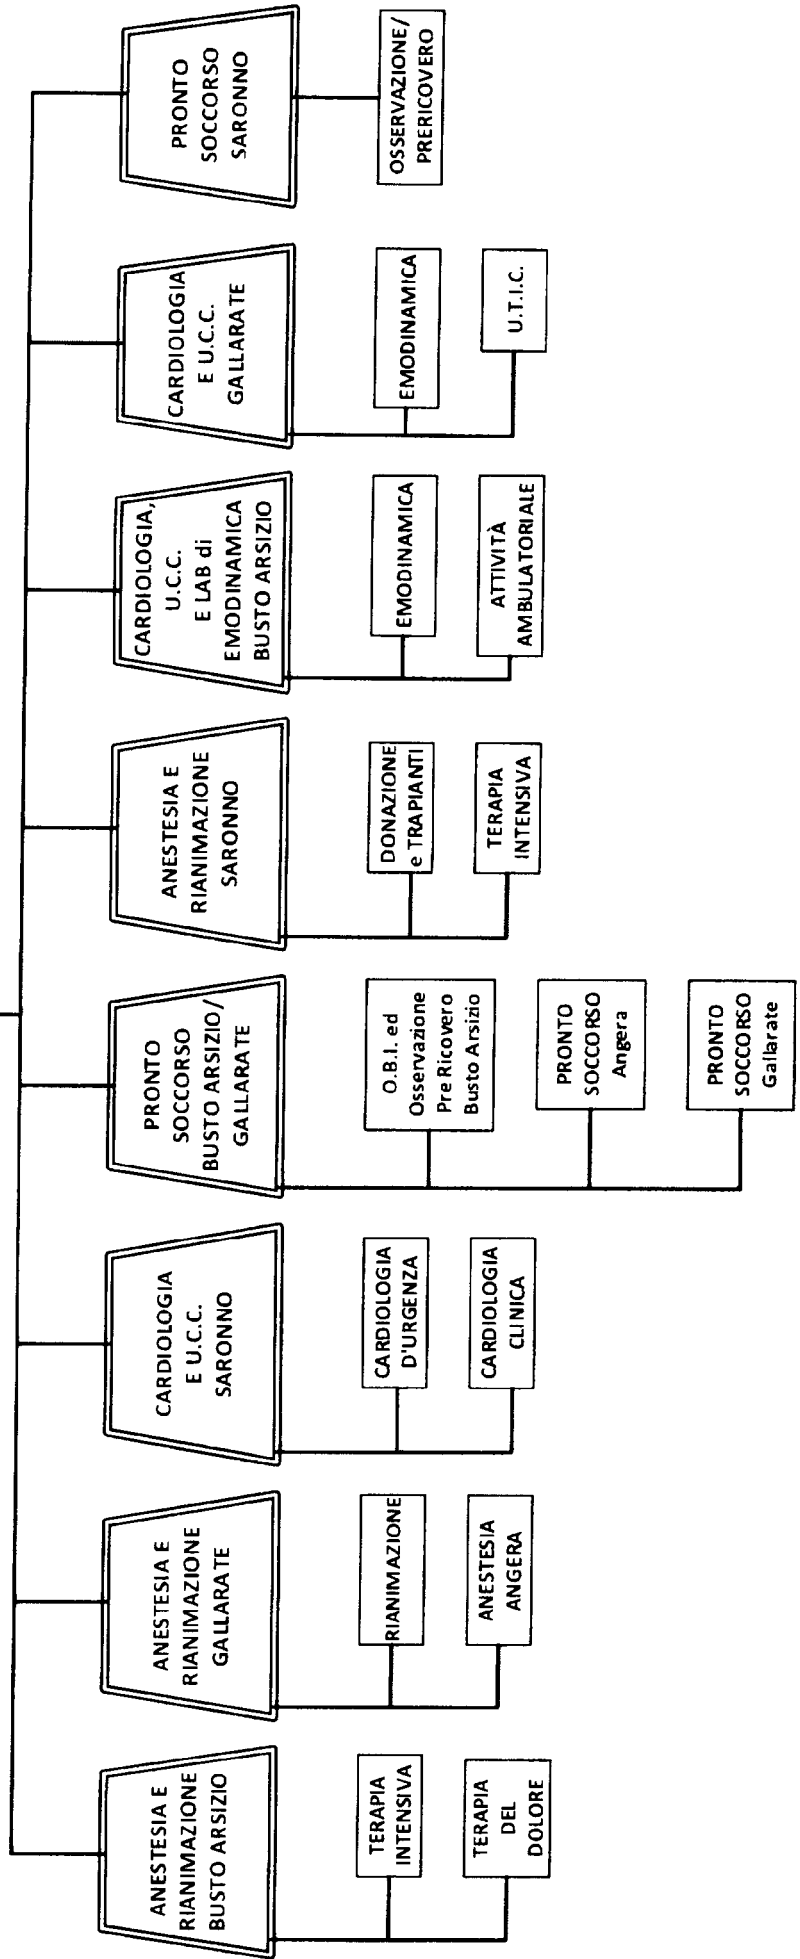 ANESTESIA E
RIANIMAZIONE
BUSTO ARSIZIO
TERAPIA
INTENSIVA
TERAPIA
DEL
DOLORE
ANESTESIA E
RIANIMAZIONE
GALLARATE
RIANIMAZIONE
ANESTESIA
ANGERA
CARDIOLOGIA
E U.C.C.
SARONNO
CARDIOLOGIA
D'URGENZA
CARDIOLOGIA
CLINICA
PRONTO
SOCCORSO
BUSTO ARSIZIO/
GALLARATE
O.B.I. ed
Osservazione
Pre Ricovero
Busto Arsizio
PRONTO
SOCCORSO
Angera
PRONTO
SOCCORSO
Gallarate
ANESTESIA E
RIANIMAZIONE
SARONNO
DONAZIONE
e TRAPIANTI
TERAPIA
INTENSIVA
CARDIOLOGIA,
U.C.C.
E LAB di
EMODINAMICA
BUSTO ARSIZIO
EMODINAMICA
ATTIVITÀ
AMBULATORIALE
CARDIOLOGIA
E U.C.C.
GALLARATE
EMODINAMICA
U.T.I.C.
PRONTO
SOCCORSO
SARONNO
OSSERVAZIONE/
PRERICOVERO